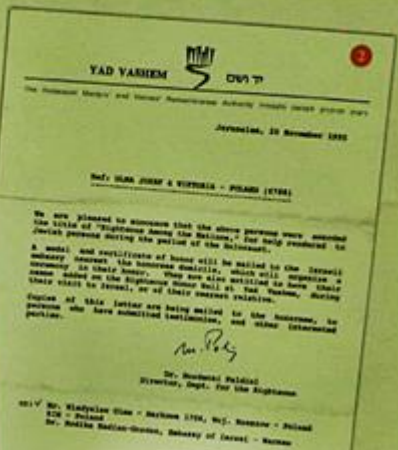 2
YAD VASHEM יד ושם
The Holocaust Martyrs' and Heroes' Remembrance Authority
Jerusalem, 20 November 1995
Ref: ULMA JOZEF & WIKTORIA - POLAND (6788)
We are pleased to announce that the above persons were awarded
the title of "Righteous Among the Nations," for help rendered to
Jewish persons during the period of the Holocaust.
A medal and certificate of honor will be mailed to the Israeli
embassy nearest the honorees domicile, which will organize a
ceremony in their honor. They are also entitled to have their
names added on the Righteous Honor Wall at Yad Vashem, during
their visit to Israel, or of their nearest relative.
Copies of this letter are being mailed to the honorees, to
persons who have submitted testimonies, and other interested
parties.
Dr. Mordecai Paldiel
Director, Dept. for the Righteous
Mr. Wladyslaw Ulma - Markowa, Woj. Rzeszow - Poland
- Poland
Embassy of Israel - Warsaw